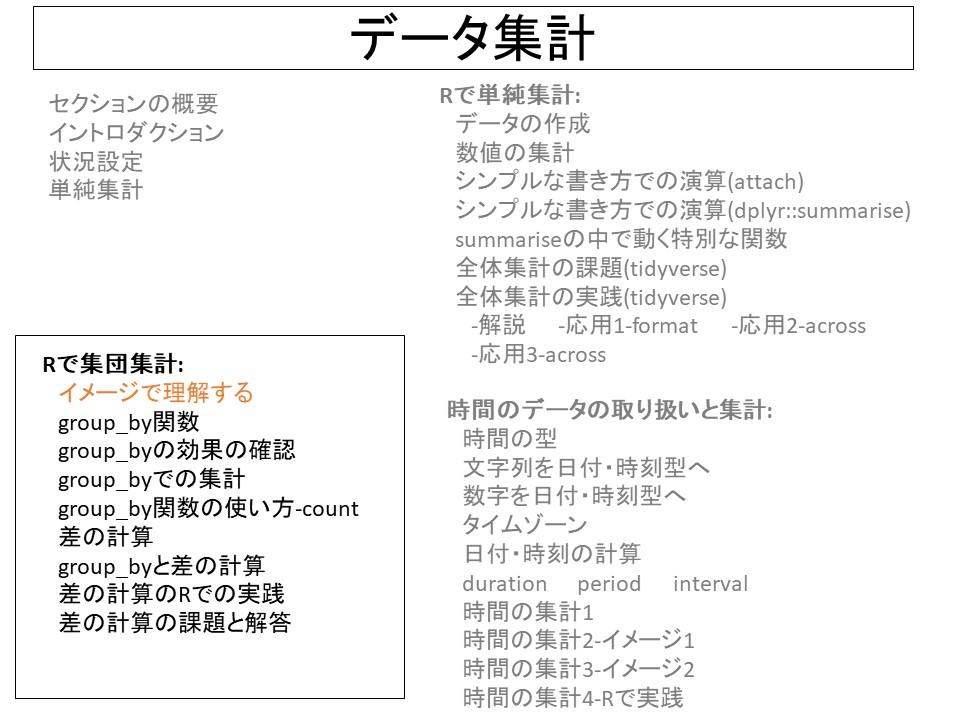 データ集計
セクションの概要
イントロダクション
状況設定
単純集計
Rで単純集計:
データの作成
数値の集計
シンプルな書き方での演算(attach)
シンプルな書き方での演算(dplyr::summarise)
summariseの中で動く特別な関数
全体集計の課題(tidyverse)
全体集計の実践(tidyverse)
-解説 -応用1-format -応用2-across
-応用3-across
Rで集団集計:
イメージで理解する
group_by関数
group_byの効果の確認
group_byでの集計
group_by関数の使い方-count
差の計算
group_byと差の計算
差の計算のRでの実践
差の計算の課題と解答
時間のデータの取り扱いと集計:
時間の型
文字列を日付・時刻型へ
数字を日付・時刻型へ
タイムゾーン
日付・時刻の計算
duration period interval
時間の集計1
時間の集計2-イメージ1
時間の集計3-イメージ2
時間の集計4-Rで実践